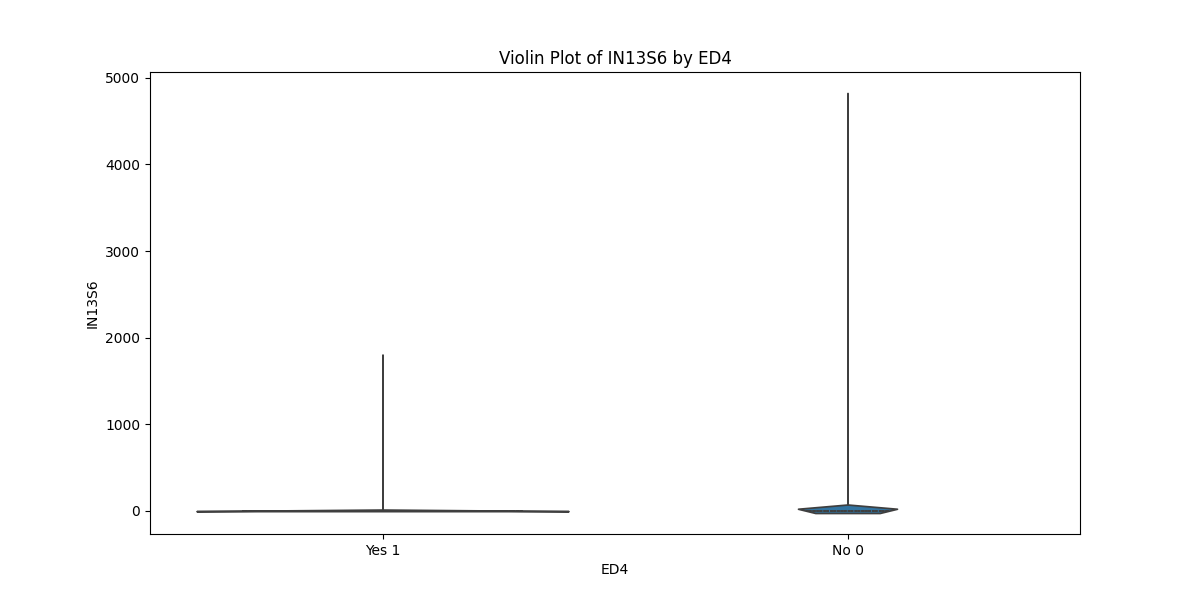 Violin Plot of IN13S6 by ED4
5000
4000
3000
2000
1000
0
IN13S6
Yes 1
No 0
ED4